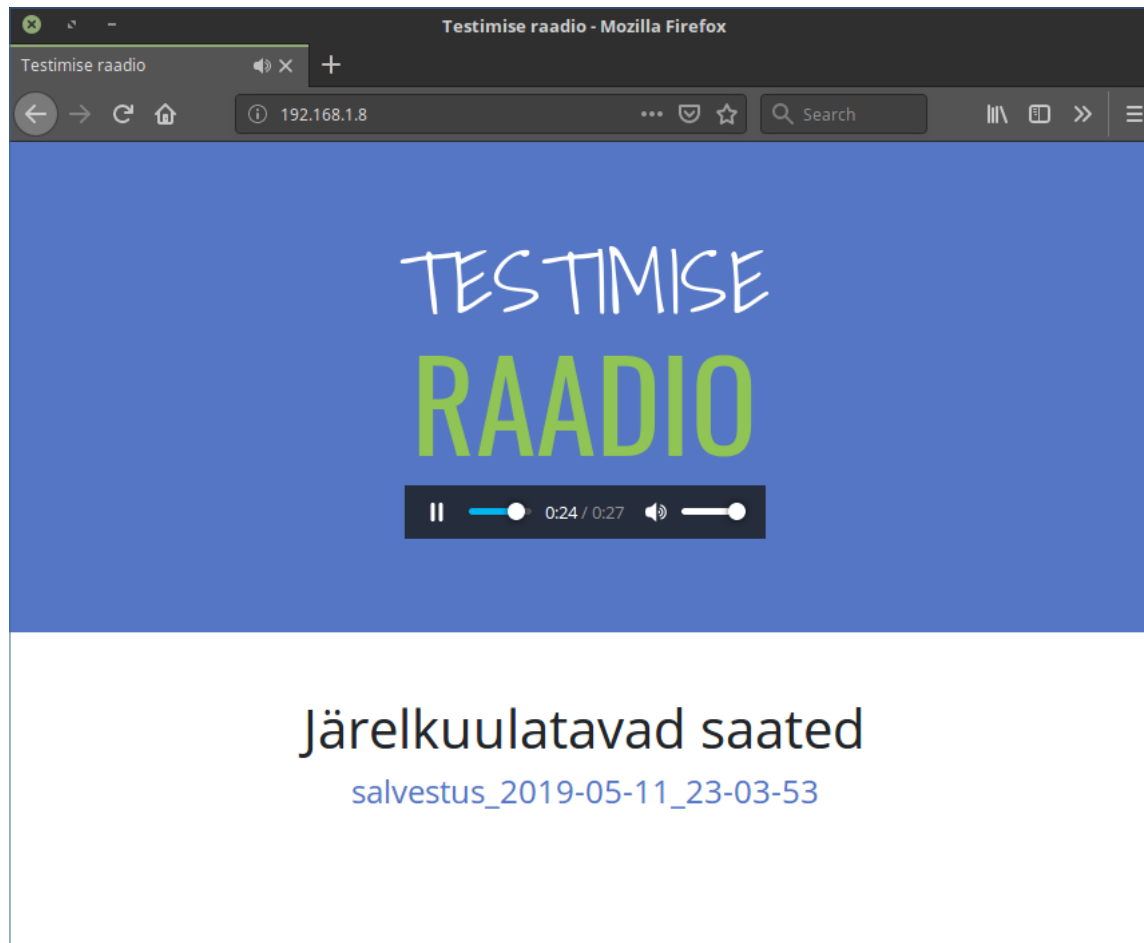 Testimise raadio - Mozilla Firefox
Testimise raadio
192.168.1.8
Search
TESTIMISE
RAADIO
0:24 / 0:27
Järelkuulatavad saated
salvestus_2019-05-11_23-03-53